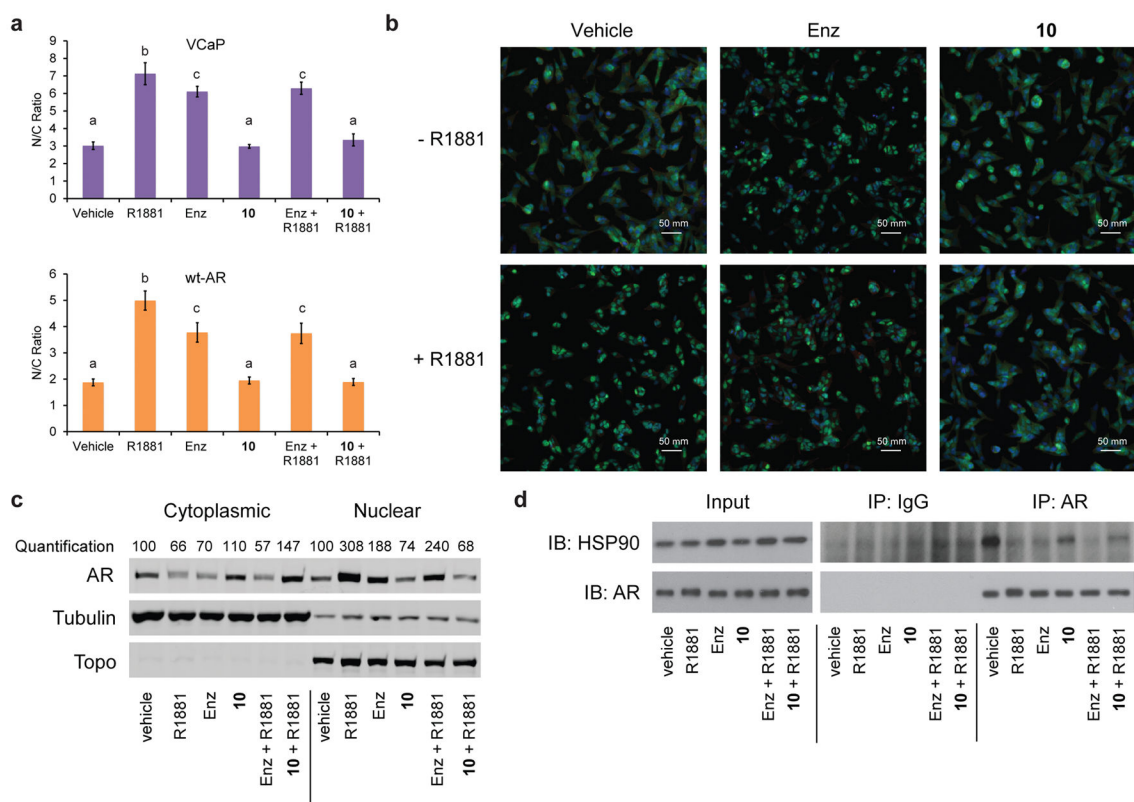 a
VCaP
N/C Ratio
9
8
7
6
5
4
3
2
1
0
a
b
c
a
c
a
Vehicle R1881 Enz 10 Enz + R1881 10 + R1881
wt-AR
N/C Ratio
6
5
4
3
2
1
0
a
b
c
a
c
a
Vehicle R1881 Enz 10 Enz + R1881 10 + R1881
b
Vehicle Enz 10
- R1881
50 mm 50 mm 50 mm
+ R1881
50 mm 50 mm 50 mm
c
Cytoplasmic Nuclear
Quantification 100 66 70 110 57 147 100 308 188 74 240 68
AR
Tubulin
Topo
vehicle R1881 Enz 10 Enz + R1881 10 + R1881 vehicle R1881 Enz 10 Enz + R1881 10 + R1881
d
Input IP: IgG IP: AR
IB: HSP90
IB: AR
vehicle R1881 Enz 10 Enz + R1881 10 + R1881 vehicle R1881 Enz 10 Enz + R1881 10 + R1881 vehicle R1881 Enz 10 Enz + R1881 10 + R1881